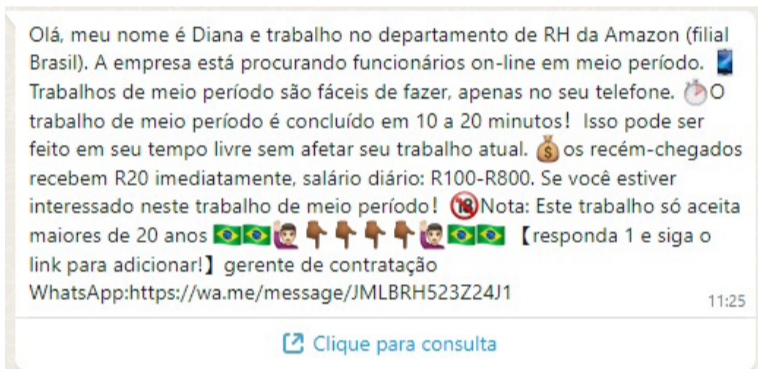 Olá, meu nome é Diana e trabalho no departamento de RH da Amazon (filial
Brasil). A empresa está procurando funcionários on-line em meio período. 📱
Trabalhos de meio período são fáceis de fazer, apenas no seu telefone. ⏱O
trabalho de meio período é concluído em 10 a 20 minutos！Isso pode ser
feito em seu tempo livre sem afetar seu trabalho atual. 💰os recém-chegados
recebem R20 imediatamente, salário diário: R100-R800. Se você estiver
interessado neste trabalho de meio período！🔞Nota: Este trabalho só aceita
maiores de 20 anos 🇧🇷🇧🇷🙋🏻👇🏾👇🏾👇🏾👇🏾🙋🏻🇧🇷🇧🇷【responda 1 e siga o
link para adicionar!】gerente de contratação
WhatsApp:https://wa.me/message/JMLBRH523Z24J1
11:25
Clique para consulta